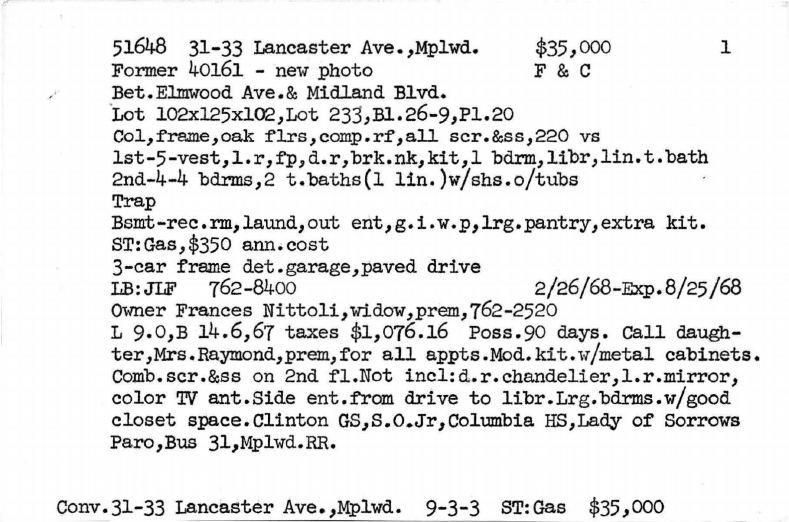 51648 31-33 Lancaster Ave.,Mplwd. $35,000 1
Former 40161 - new photo F & C
Bet.Elmwood Ave.& Midland Blvd.
Lot 102x125x102,Lot 233,Bl.26-9,Pl.20
Col,frame,oak flrs,comp.rf,all scr.&ss,220 vs
1st-5-vest,l.r,fp,d.r,brk.nk,kit,1 bdrm,libr,lin.t.bath
2nd-4-4 bdrms,2 t.baths(1 lin.)w/shs.o/tubs
Trap
Bsmt-rec.rm,laund,out ent,g.i.w.p,lrg.pantry,extra kit.
ST:Gas,$350 ann.cost
3-car frame det.garage,paved drive
LB:JLF 762-8400 2/26/68-Exp.8/25/68
Owner Frances Nittoli,widow,prem,762-2520
L 9.0,B 14.6,67 taxes $1,076.16 Poss.90 days. Call daugh-
ter,Mrs.Raymond,prem,for all appts.Mod.kit.w/metal cabinets.
Comb.scr.&ss on 2nd fl.Not incl:d.r.chandelier,l.r.mirror,
color TV ant.Side ent.from drive to libr.Lrg.bdrms.w/good
closet space.Clinton GS,S.O.Jr,Columbia HS,Lady of Sorrows
Paro,Bus 31,Mplwd.RR.
Conv.31-33 Lancaster Ave.,Mplwd. 9-3-3 ST:Gas $35,000